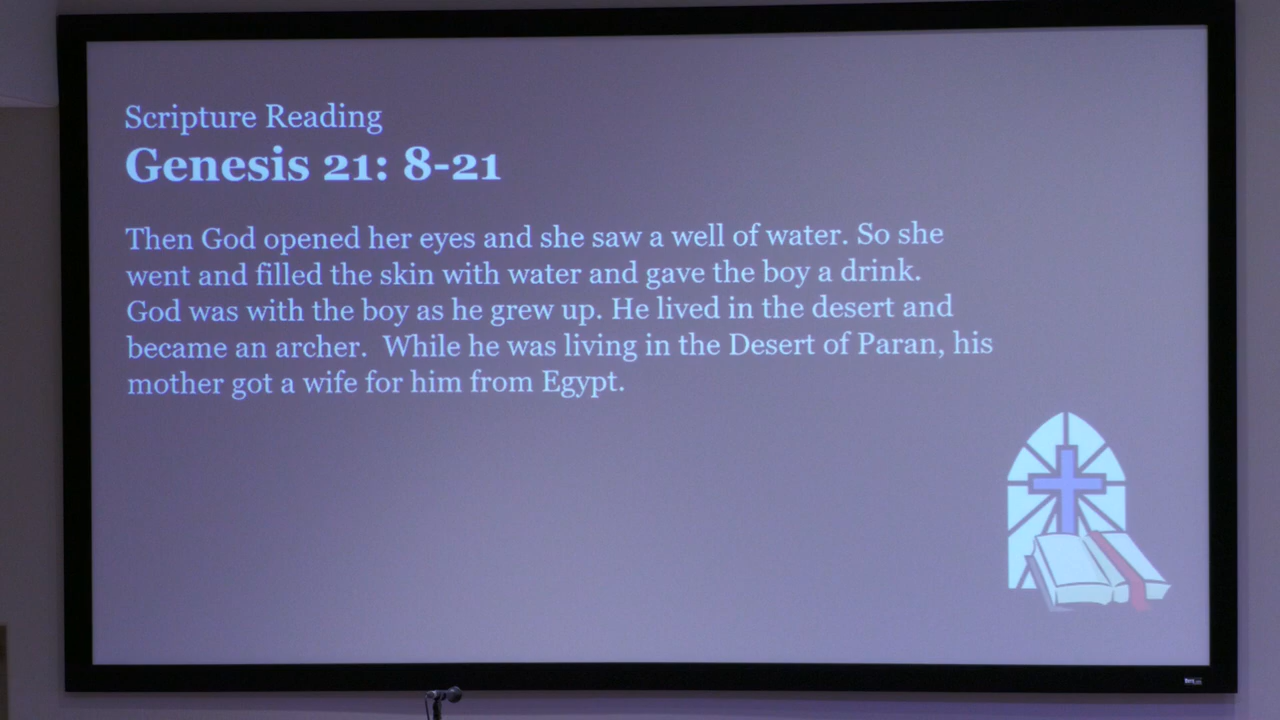 Scripture Reading
Genesis 21: 8-21
Then God opened her eyes and she saw a well of water. So she
went and filled the skin with water and gave the boy a drink.
God was with the boy as he grew up. He lived in the desert and
became an archer.  While he was living in the Desert of Paran, his
mother got a wife for him from Egypt.